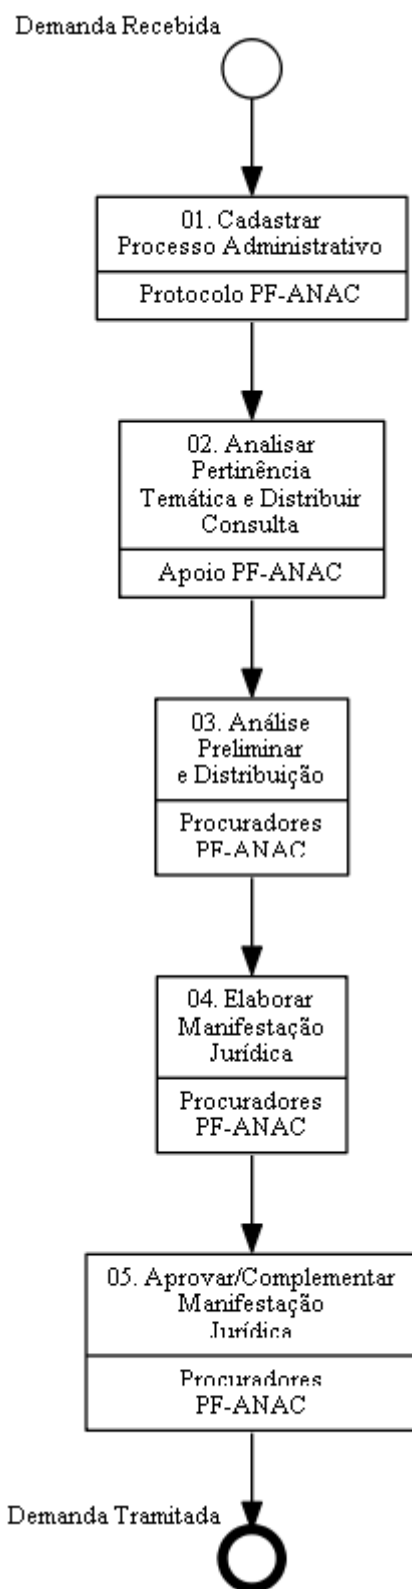 Demanda Recebida
01. Cadastrar
Processo Administrativo
Protocolo PF-ANAC
02. Analisar
Pertinência
Temática e Distribuir
Consulta
Apoio PF-ANAC
03. Análise
Preliminar
e Distribuição
Procuradores
PF-ANAC
04. Elaborar
Manifestação
Jurídica
Procuradores
PF-ANAC
05. Aprovar/Complementar
Manifestação
Jurídica
Procuradores
PF-ANAC
Demanda Tramitada